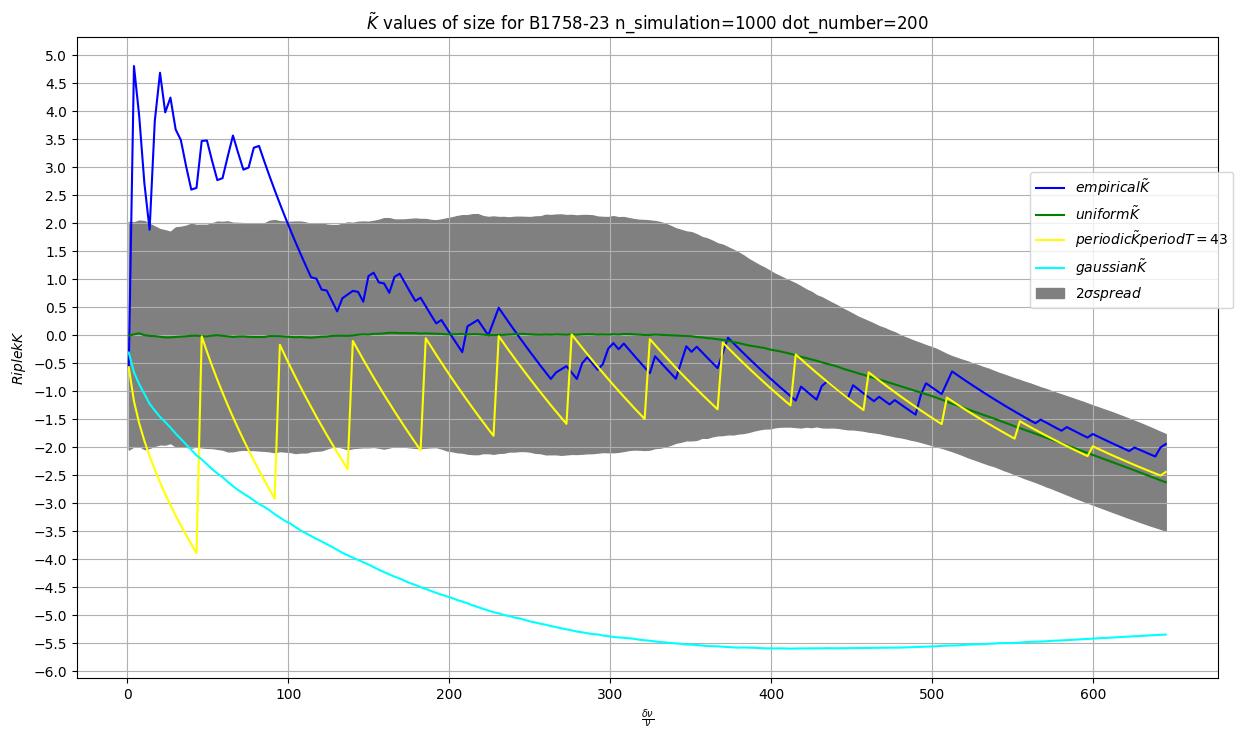 K̃ values of size for B1758-23 n_simulation=1000 dot_number=200
5.0
4.5
4.0
3.5
3.0
2.5
2.0
1.5
1.0
0.5
0.0
−0.5
−1.0
−1.5
−2.0
−2.5
−3.0
−3.5
−4.0
−4.5
−5.0
−5.5
−6.0
RiplekK
empiricalK̃
uniformK̃
periodicK̃periodT = 43
gaussianK̃
2σspread
0 100 200 300 400 500 600
δν
ν